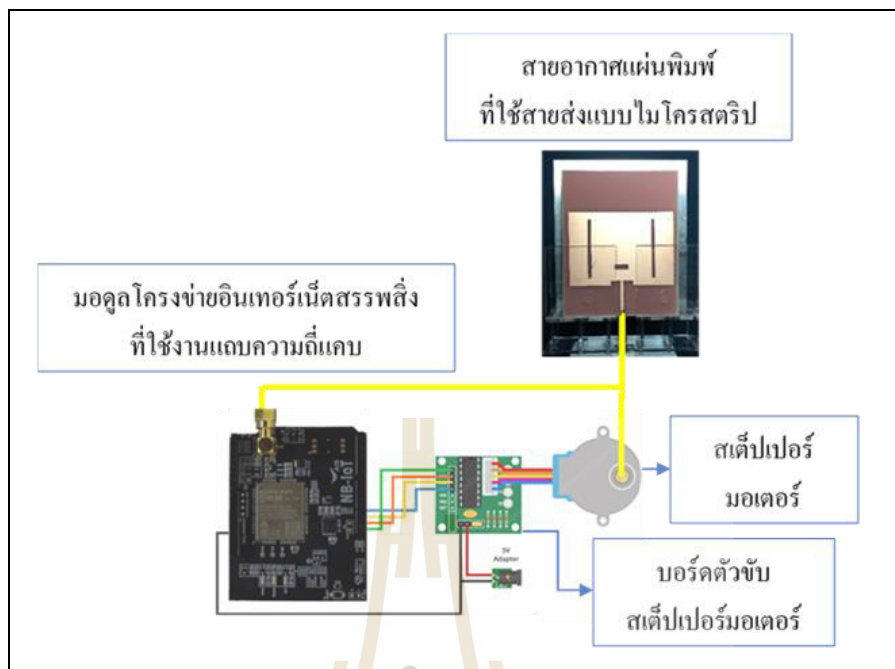 สายอากาศแผ่นพิมพ์
ที่ใช้สายส่งแบบไมโครสตริป
มอดูลโครงข่ายอินเทอร์เน็ตสรรพสิ่ง
ที่ใช้งานแถบความถี่แคบ
NB-IoT
สเต็ปเปอร์
มอเตอร์
5V
Adaptor
บอร์ดตัวขับ
สเต็ปเปอร์มอเตอร์